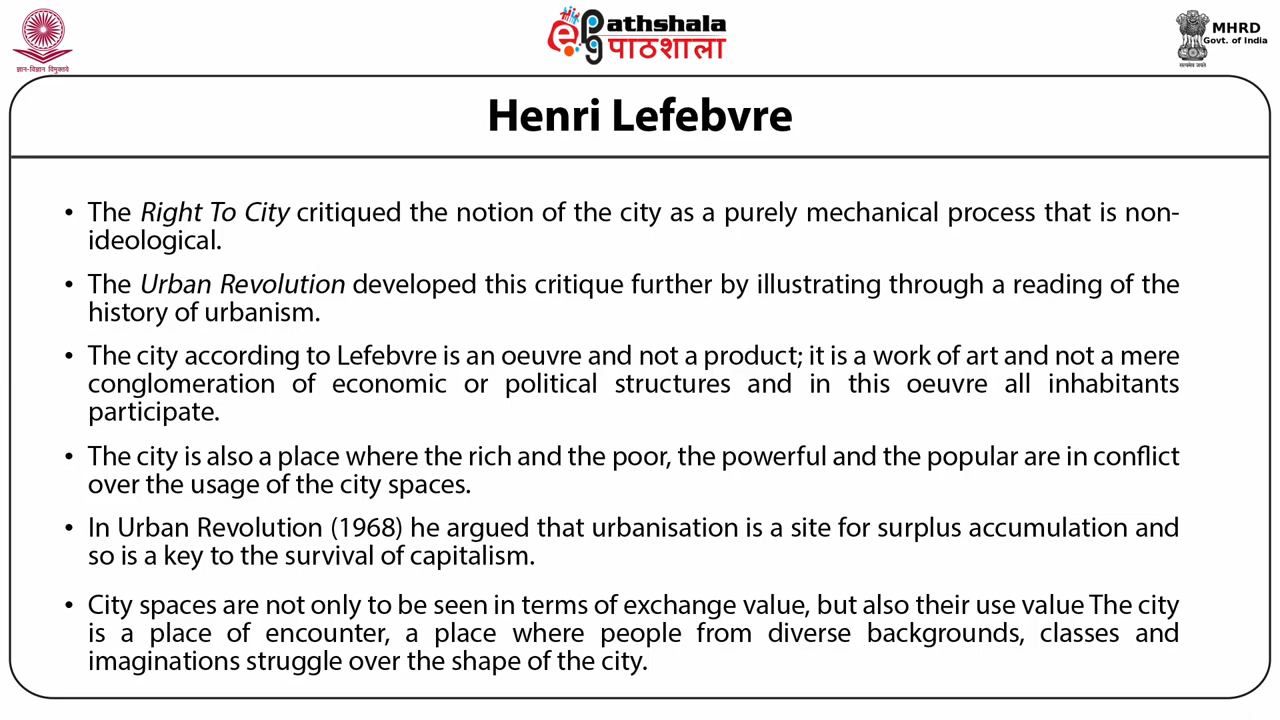 ज्ञान-विज्ञान विमुक्तये
ePG athshala
पाठशाला
MHRD
Govt. of India
सत्यमेव जयते
Henri Lefebvre
• The Right To City critiqued the notion of the city as a purely mechanical process that is non-
ideological.
• The Urban Revolution developed this critique further by illustrating through a reading of the
history of urbanism.
• The city according to Lefebvre is an oeuvre and not a product; it is a work of art and not a mere
conglomeration of economic or political structures and in this oeuvre all inhabitants
participate.
• The city is also a place where the rich and the poor, the powerful and the popular are in conflict
over the usage of the city spaces.
• In Urban Revolution (1968) he argued that urbanisation is a site for surplus accumulation and
so is a key to the survival of capitalism.
• City spaces are not only to be seen in terms of exchange value, but also their use value The city
is a place of encounter, a place where people from diverse backgrounds, classes and
imaginations struggle over the shape of the city.